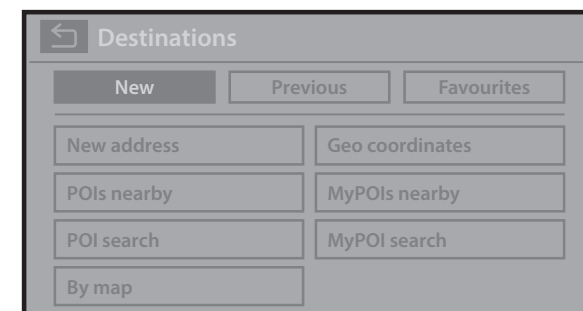 Destinations
New Previous Favourites
New address Geo coordinates
POIs nearby MyPOIs nearby
POI search MyPOI search
By map